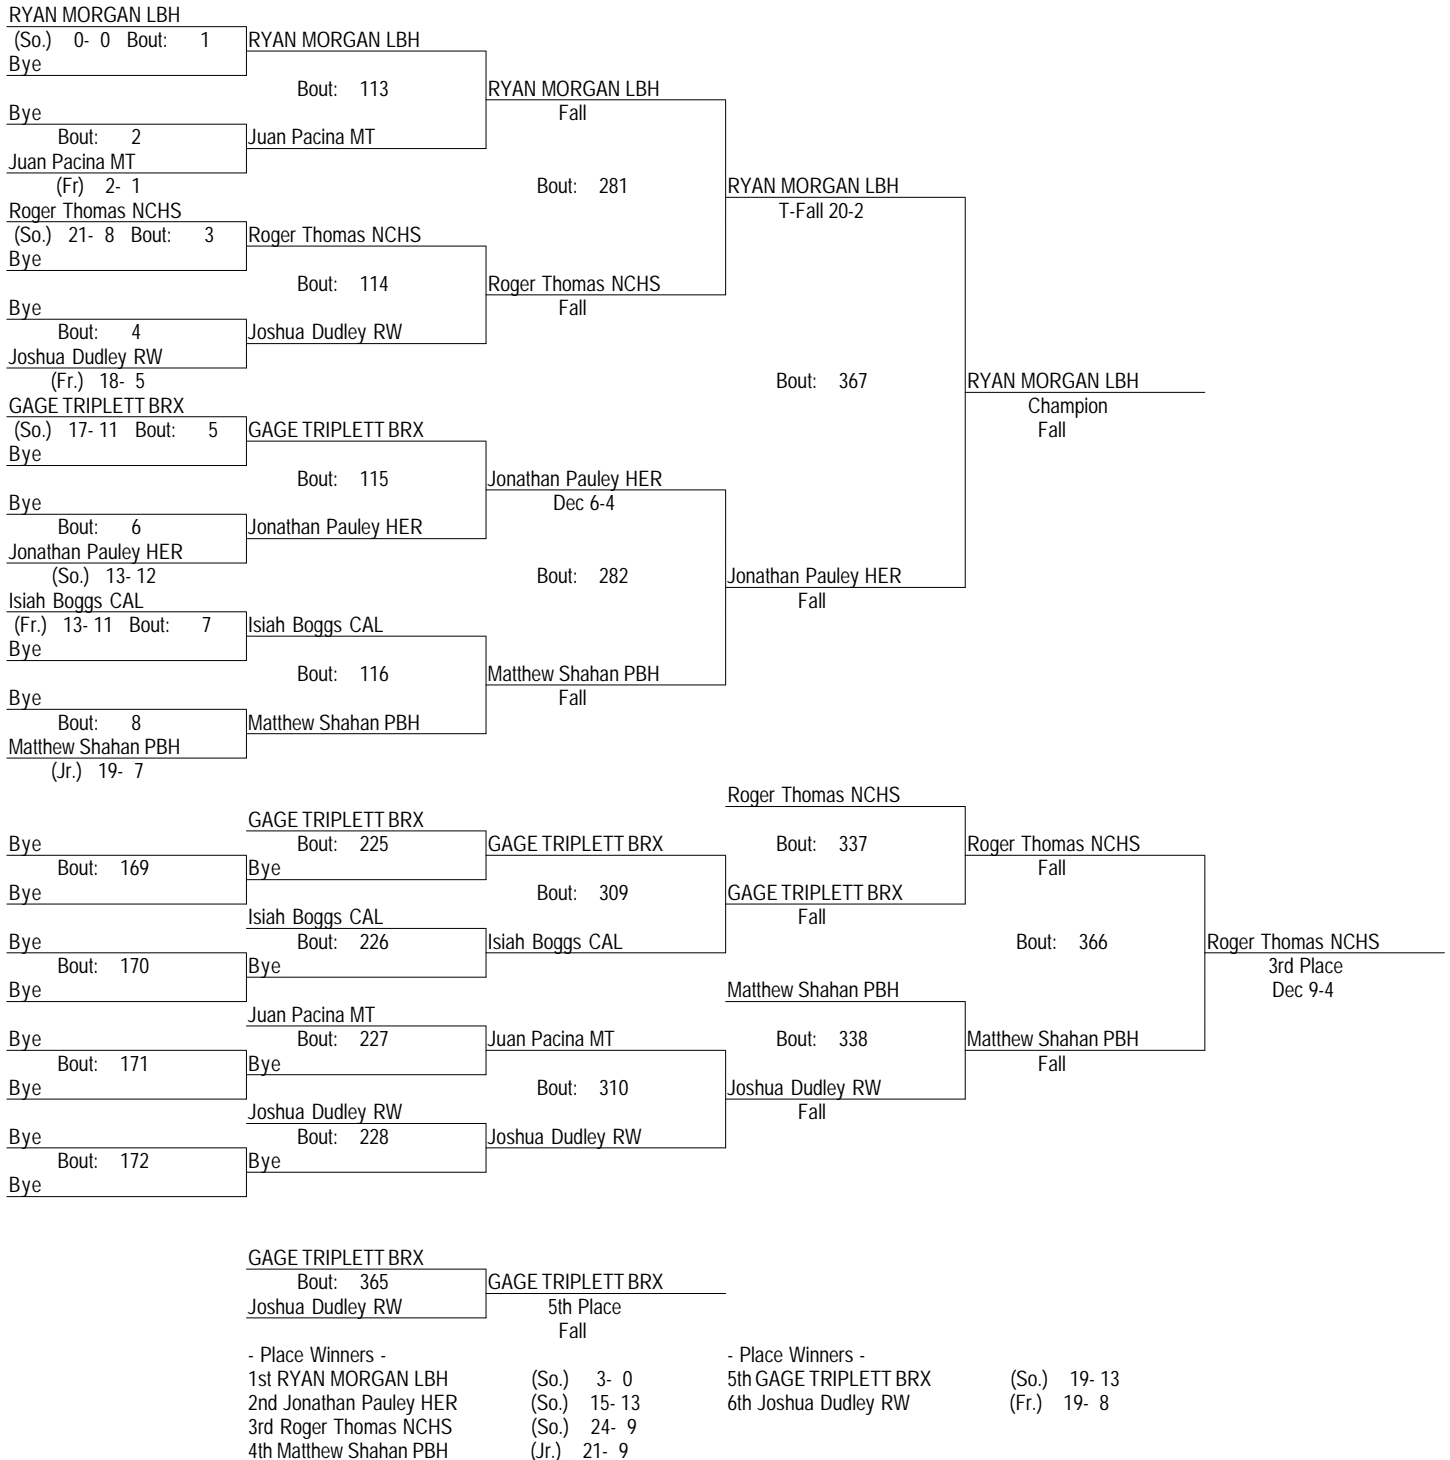 RYAN MORGAN LBH
(So.) 0- 0 Bout: 1 RYAN MORGAN LBH
Bye
Bout: 113 RYAN MORGAN LBH
Bye Fall
Bout: 2 Juan Pacina MT
Juan Pacina MT
(Fr) 2- 1 Bout: 281 RYAN MORGAN LBH
Roger Thomas NCHS T-Fall 20-2
(So.) 21- 8 Bout: 3 Roger Thomas NCHS
Bye
Bout: 114 Roger Thomas NCHS
Bye Fall
Bout: 4 Joshua Dudley RW
Joshua Dudley RW
(Fr.) 18- 5 Bout: 367 RYAN MORGAN LBH
GAGE TRIPLETT BRX Champion
(So.) 17- 11 Bout: 5 GAGE TRIPLETT BRX Fall
Bye
Bout: 115 Jonathan Pauley HER
Bye Dec 6-4
Bout: 6 Jonathan Pauley HER
Jonathan Pauley HER
(So.) 13- 12 Bout: 282 Jonathan Pauley HER
Isiah Boggs CAL Fall
(Fr.) 13- 11 Bout: 7 Isiah Boggs CAL
Bye
Bout: 116 Matthew Shahan PBH
Bye Fall
Bout: 8 Matthew Shahan PBH
Matthew Shahan PBH
(Jr.) 19- 7
Roger Thomas NCHS
GAGE TRIPLETT BRX
Bye Bout: 225 GAGE TRIPLETT BRX Bout: 337 Roger Thomas NCHS
Bout: 169 Bye Fall
Bye Bout: 309 GAGE TRIPLETT BRX
Isiah Boggs CAL Fall
Bye Bout: 226 Isiah Boggs CAL Bout: 366 Roger Thomas NCHS
Bout: 170 Bye 3rd Place
Bye Matthew Shahan PBH Dec 9-4
Juan Pacina MT
Bye Bout: 227 Juan Pacina MT Bout: 338 Matthew Shahan PBH
Bout: 171 Bye Fall
Bye Bout: 310 Joshua Dudley RW
Joshua Dudley RW Fall
Bye Bout: 228 Joshua Dudley RW
Bout: 172 Bye
Bye
GAGE TRIPLETT BRX
Bout: 365 GAGE TRIPLETT BRX
Joshua Dudley RW 5th Place
Fall
- Place Winners - - Place Winners -
1st RYAN MORGAN LBH (So.) 3- 0 5th GAGE TRIPLETT BRX (So.) 19- 13
2nd Jonathan Pauley HER (So.) 15- 13 6th Joshua Dudley RW (Fr.) 19- 8
3rd Roger Thomas NCHS (So.) 24- 9
4th Matthew Shahan PBH (Jr.) 21- 9